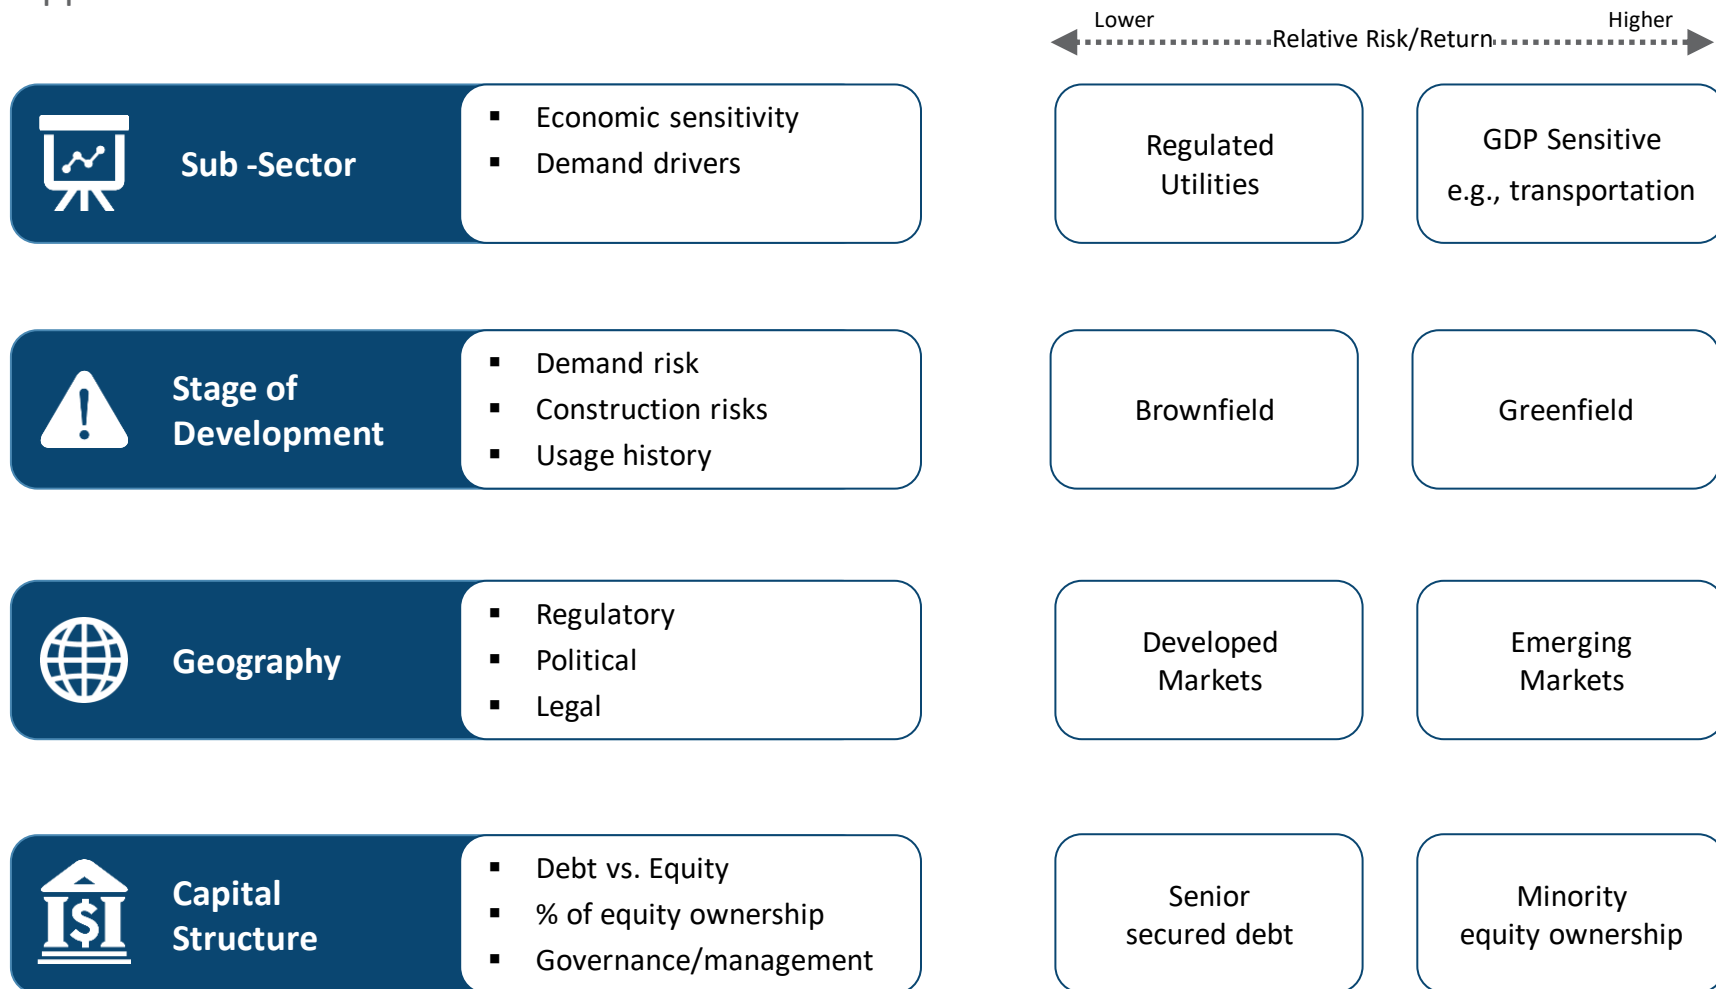 Lower
Higher
Relative Risk/Return
Sub -Sector
▪ Economic sensitivity
▪ Demand drivers
Regulated
Utilities
GDP Sensitive
e.g., transportation
Stage of
Development
▪ Demand risk
▪ Construction risks
▪ Usage history
Brownfield
Greenfield
Geography
▪ Regulatory
▪ Political
▪ Legal
Developed
Markets
Emerging
Markets
Capital
Structure
▪ Debt vs. Equity
▪ % of equity ownership
▪ Governance/management
Senior
secured debt
Minority
equity ownership